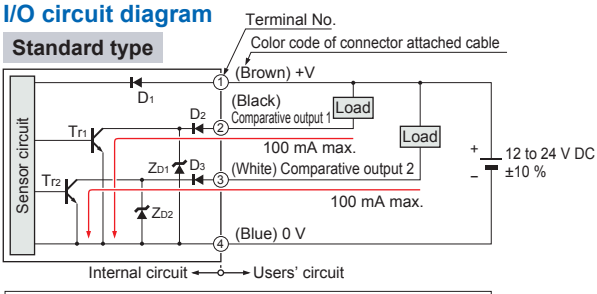 I/O circuit diagram
Terminal No.
Standard type
Color code of connector attached cable
1 (Brown) +V
D1
(Black)
D2
2 Comparative output 1
Load
Load
Tr1
100 mA max.
+ 12 to 24 V DC
ZD1 D3
3 (White) Comparative output 2
− ±10 %
Sensor circuit
Tr2
100 mA max.
ZD2
4 (Blue) 0 V
Internal circuit Users' circuit